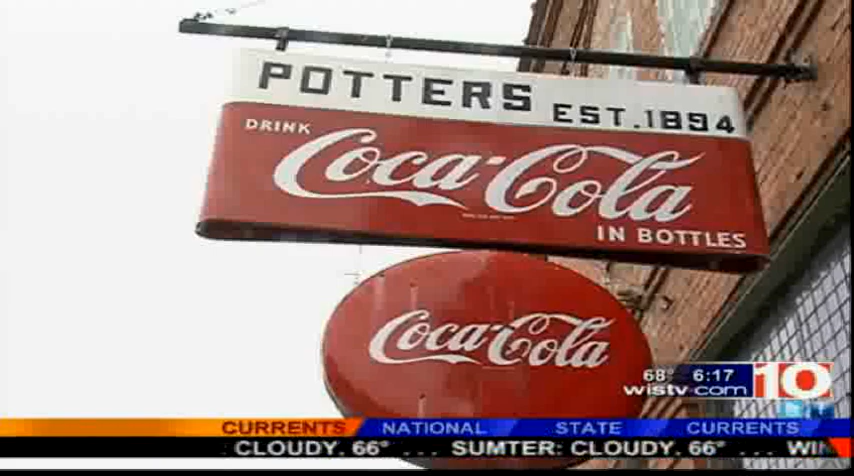 POTTERS EST. 1894
DRINK
Coca-Cola
IN BOTTLES
Coca-Cola
68° 6:17
wistv.com 10
CURRENTS NATIONAL STATE CURRENTS
CLOUDY. 66° ... SUMTER: CLOUDY. 66° ...